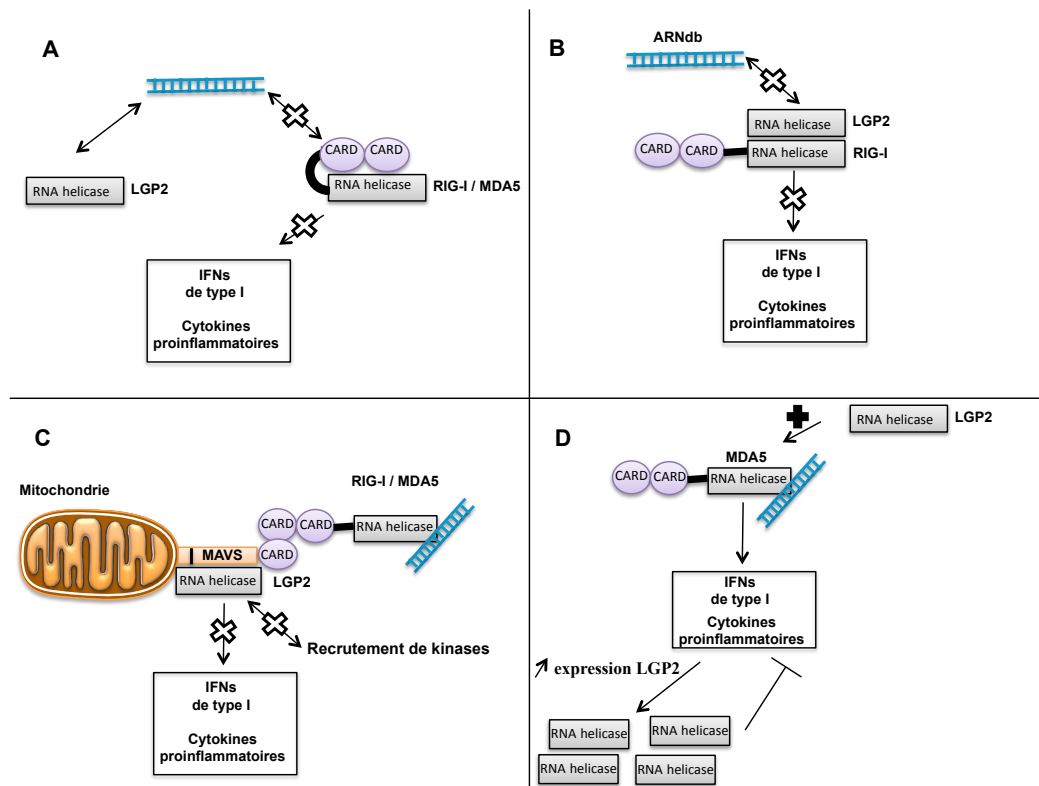 A
CARD CARD
RNA helicase LGP2
RNA helicase RIG-I / MDA5
IFNs
de type I
Cytokines
proinflammatoires
B
ARNdb
RNA helicase LGP2
CARD CARD RNA helicase RIG-I
IFNs
de type I
Cytokines
proinflammatoires
C
Mitochondrie
RIG-I / MDA5
CARD CARD RNA helicase
MAVS CARD
RNA helicase LGP2
Recrutement de kinases
IFNs
de type I
Cytokines
proinflammatoires
D
RNA helicase LGP2
MDA5
CARD CARD RNA helicase
IFNs
de type I
Cytokines
proinflammatoires
expression LGP2
RNA helicase RNA helicase
RNA helicase RNA helicase